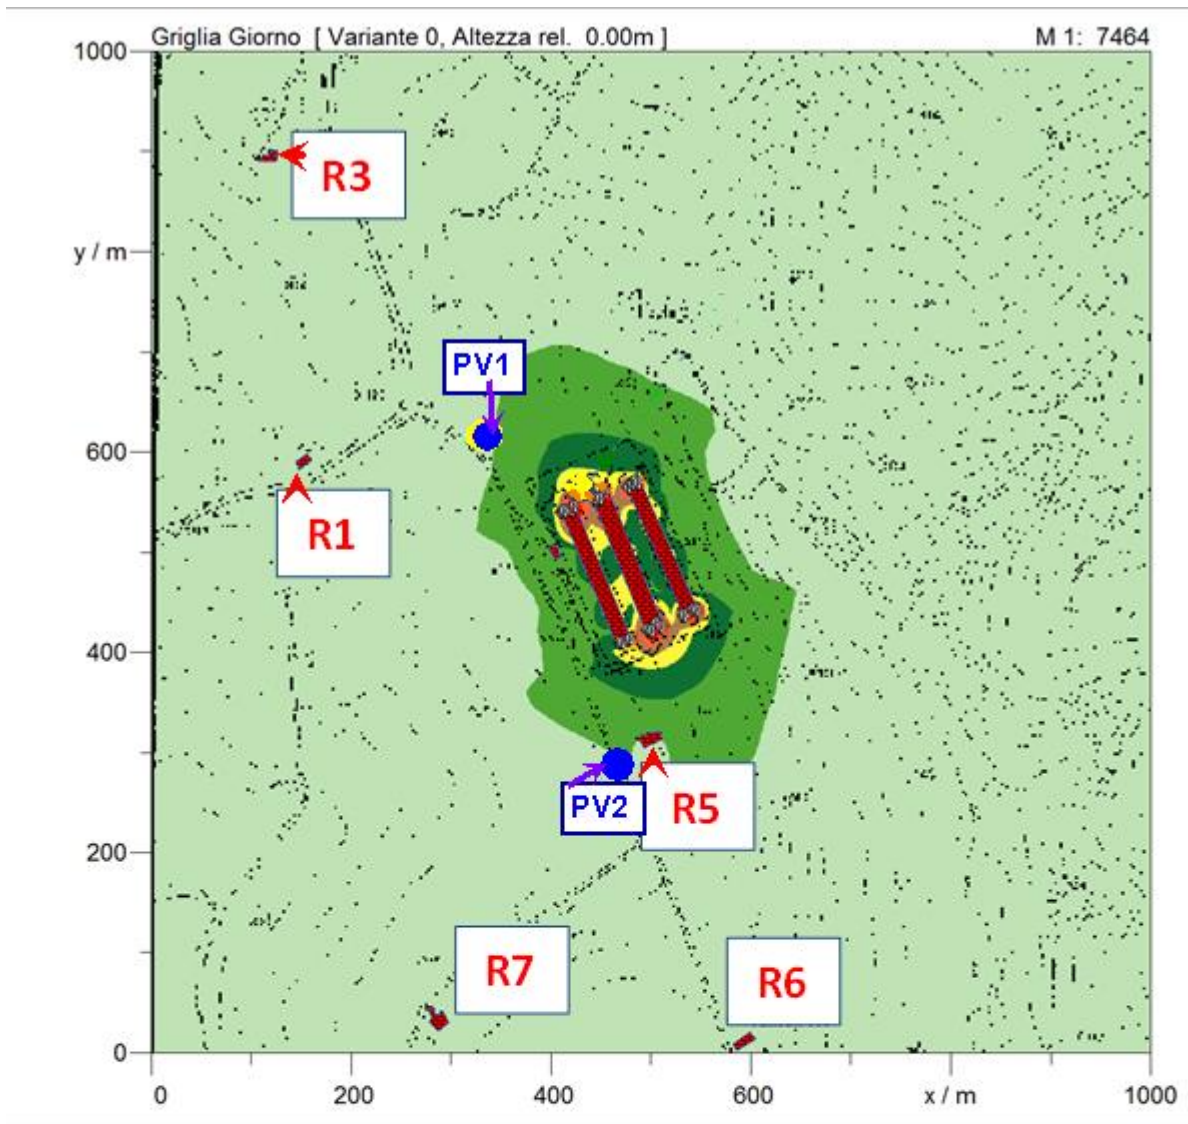 Griglia Giorno [ Variante 0, Altezza rel. 0.00m ] M 1: 7464
1000
R3
y / m
PV1
600
R1
400
PV2
R5
200
R7
R6
0
0 200 400 600 x / m 1000